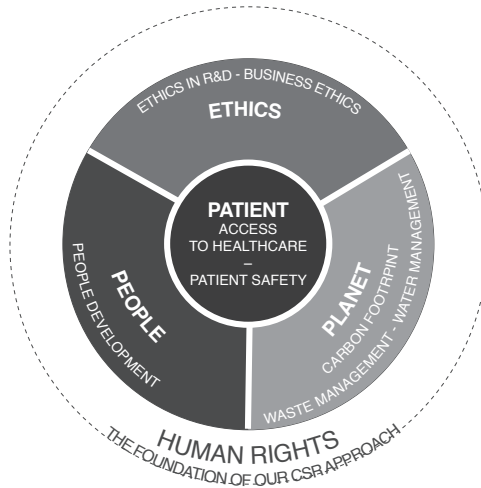 ETHICS IN R&D - BUSINESS ETHICS
ETHICS
PATIENT
ACCESS
TO HEALTHCARE
–
PATIENT SAFETY
PEOPLE
PEOPLE DEVELOPMENT
PLANET
CARBON FOOTRPINT
WASTE MANAGEMENT - WATER MANAGEMENT
HUMAN RIGHTS
THE FOUNDATION OF OUR CSR APPROACH